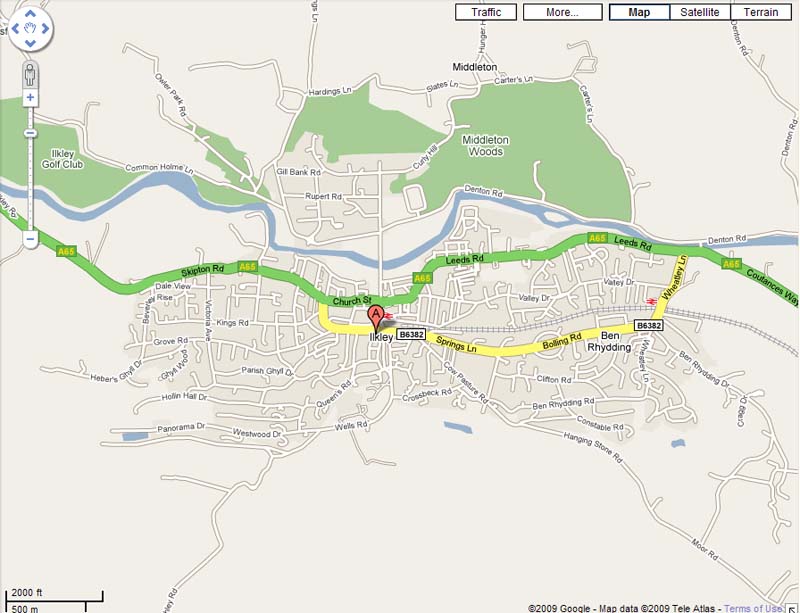 Traffic
More...
Map
Satellite
Terrain
Middleton
Hunger Hill
Denton Rd
Hardings Ln
Slates Ln
Carter's Ln
Owler Park Rd
Carter's Ln
Ilkley
Golf Club
Middleton
Woods
Curly Hill
Denton Rd
Common Holme Ln
Gill Bank Rd
Rupert Rd
Denton Rd
A65
Skipton Rd
A65
Leeds Rd
A65
Leeds Rd
Denton Rd
A65
A65
Coutances Way
Dale View
Beverley Rise
Victoria Ave
Church St
Valley Dr
Valley Dr
Wheatley Ln
Kings Rd
A
Ilkley
B6382
Springs Ln
Bolling Rd
B6382
Ben
Rhydding
Grove Rd
Ghyll Wood
Heber's Ghyll Dr
Parish Ghyll Dr
Queen's Rd
Cow Pasture Rd
Clifton Rd
Wheatley Ln
Ben Rhydding Dr
Hollin Hall Dr
Crossbeck Rd
Ben Rhydding Rd
Cragg Dr
Panorama Dr
Westwood Dr
Wells Rd
Constable Rd
Hanging Stone Rd
Moor Rd
2000 ft
500 m
©2009 Google - Map data ©2009 Tele Atlas - Terms of Use